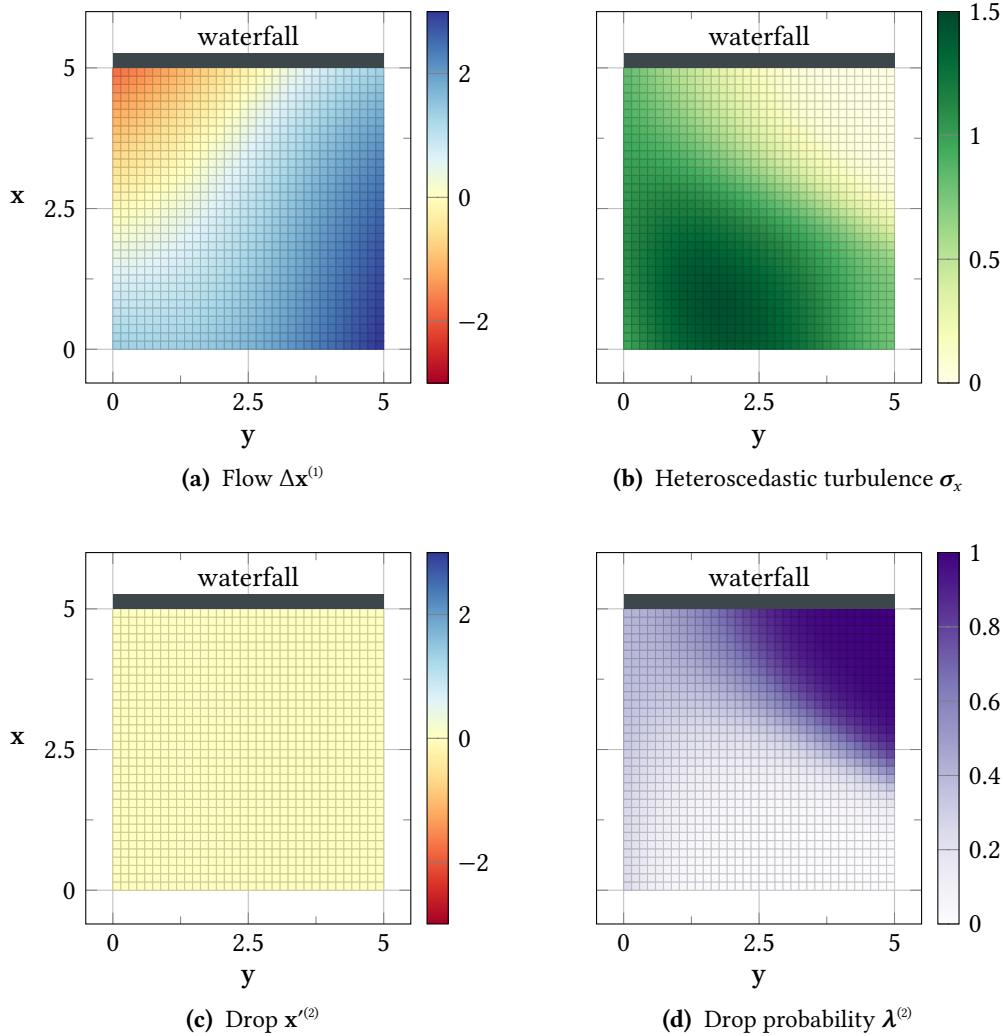 waterfall
5
2.5
0
x
0
2.5
5
y
2
0
−2
(a) Flow Δx⁽¹⁾
waterfall
0
2.5
5
y
1.5
1
0.5
0
(b) Heteroscedastic turbulence σₓ
waterfall
5
2.5
0
x
0
2.5
5
y
2
0
−2
(c) Drop x′⁽²⁾
waterfall
0
2.5
5
y
1
0.8
0.6
0.4
0.2
0
(d) Drop probability λ⁽²⁾